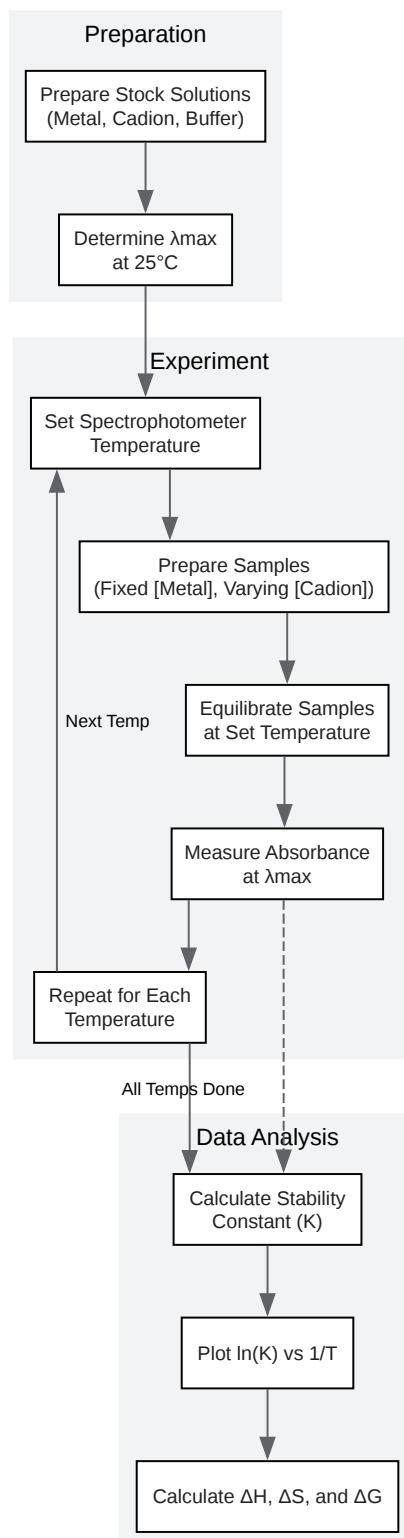 Preparation
Prepare Stock Solutions
(Metal, Cadion, Buffer)
Determine λmax
at 25°C
Experiment
Set Spectrophotometer
Temperature
Prepare Samples
(Fixed [Metal], Varying [Cadion])
Equilibrate Samples
at Set Temperature
Next Temp
Measure Absorbance
at λmax
Repeat for Each
Temperature
All Temps Done
Data Analysis
Calculate Stability
Constant (K)
Plot ln(K) vs 1/T
Calculate ΔH, ΔS, and ΔG